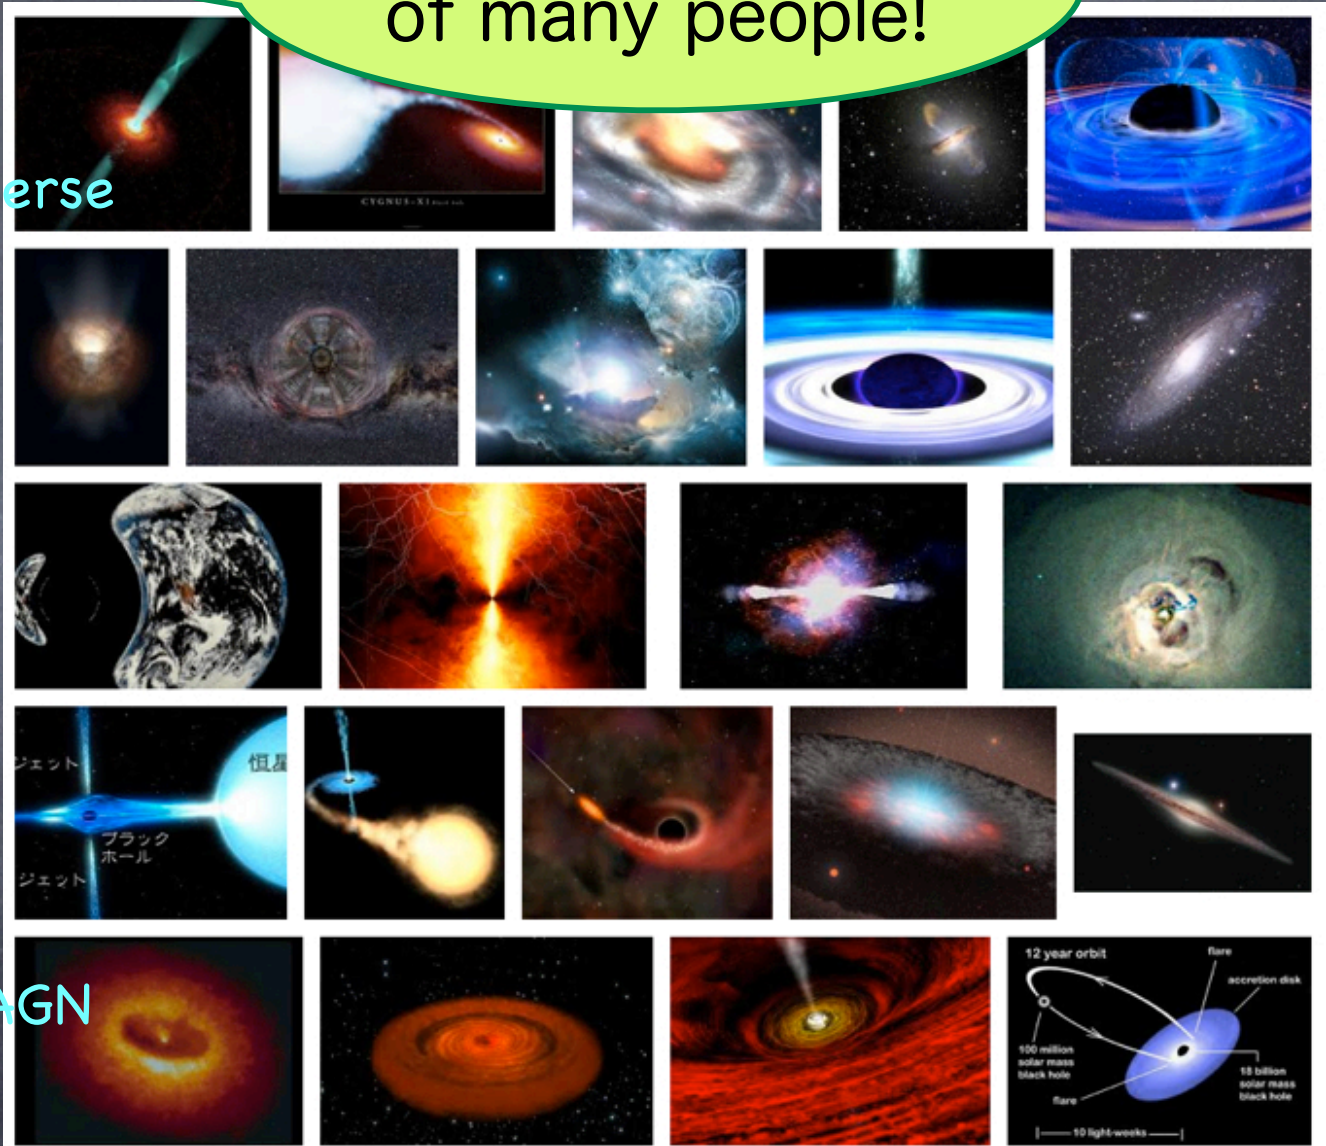 of many people!
erse
CYGNUS-X1 Black hole
ジェット
恒星
ブラック
ホール
ジェット
AGN
12 year orbit
flare
accretion disk
100 million
solar mass
black hole
18 billion
solar mass
black hole
flare
10 light-weeks